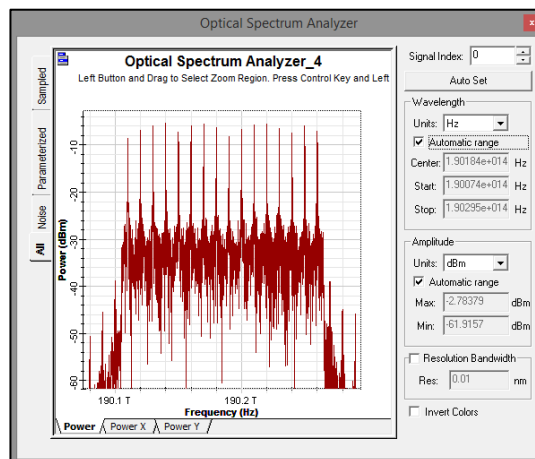 Optical Spectrum Analyzer
x
Sampled
Parameterized
Noise
All
Optical Spectrum Analyzer_4
Left Button and Drag to Select Zoom Region. Press Control Key and Left
Power (dBm)
-10
-20
-30
-40
-50
-60
190.1 T
190.2 T
Frequency (Hz)
Power
Power X
Power Y
Signal Index: 0
Auto Set
Wavelength
Units: Hz
Automatic range
Center: 1.90184e+014 Hz
Start: 1.90074e+014 Hz
Stop: 1.90295e+014 Hz
Amplitude
Units: dBm
Automatic range
Max: -2.78379 dBm
Min: -61.9157 dBm
Resolution Bandwidth
Res: 0.01 nm
Invert Colors